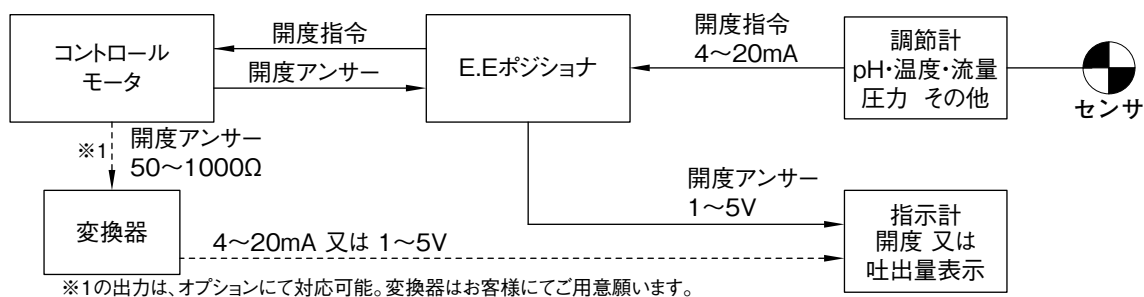 コントロール
モータ
開度指令
開度アンサー
E.Eポジショナ
開度指令
4～20mA
調節計
pH・温度・流量
圧力 その他
センサ
※1
開度アンサー
50～1000Ω
変換器
4～20mA 又は 1～5V
開度アンサー
1～5V
指示計
開度 又は
吐出量表示
※1の出力は、オプションにて対応可能。変換器はお客様にてご用意願います。